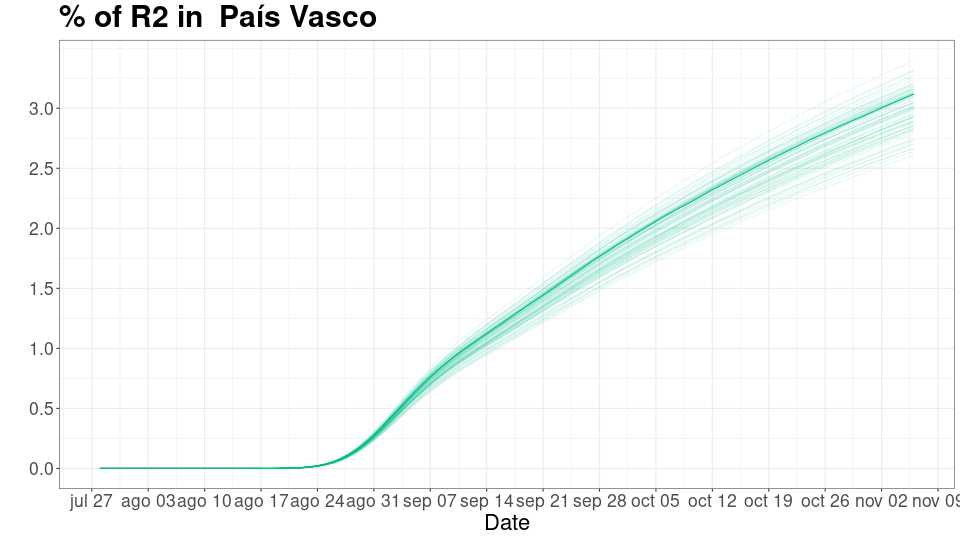 % of R2 in  País Vasco
3.0
2.5
2.0
1.5
1.0
0.5
0.0
jul 27 ago 03 ago 10 ago 17 ago 24 ago 31 sep 07 sep 14 sep 21 sep 28 oct 05 oct 12 oct 19 oct 26 nov 02 nov 09
Date